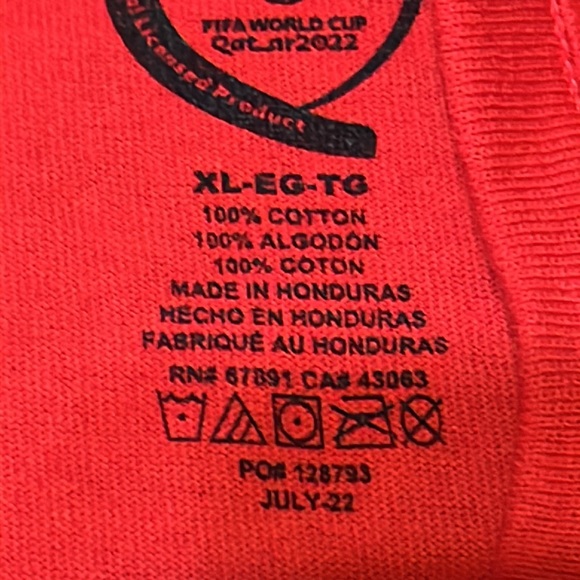 FIFA WORLD CUP
Qatar2022
Licensed Product
XL-EG-TG
100% COTTON
100% ALGODÓN
100% COTON
MADE IN HONDURAS
HECHO EN HONDURAS
FABRIQUÉ AU HONDURAS
RN# 67891 CA# 43063
PO# 128793
JULY-22